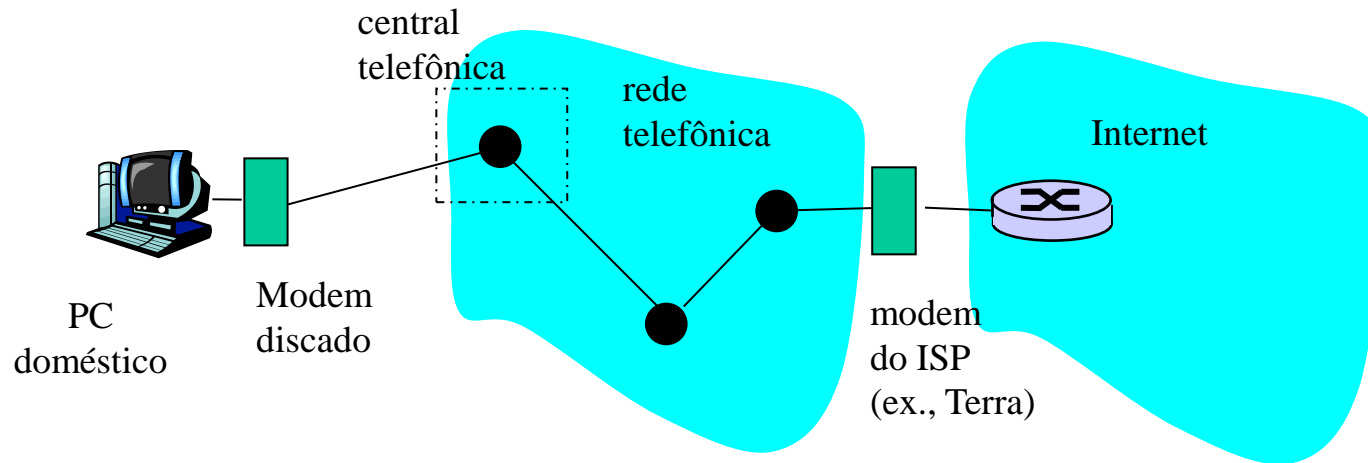 central
telefônica
rede
telefônica
Internet
PC
doméstico
Modem
discado
modem
do ISP
(ex., Terra)